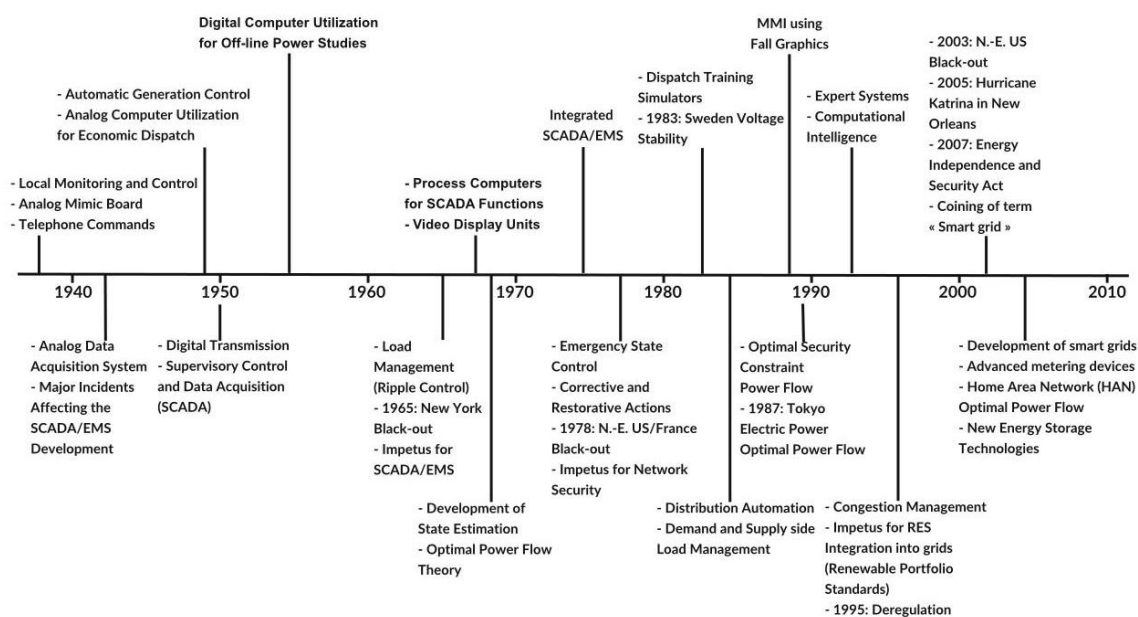 Digital Computer Utilization
for Off-line Power Studies
- Automatic Generation Control
- Analog Computer Utilization
for Economic Dispatch
- Local Monitoring and Control
- Analog Mimic Board
- Telephone Commands
- Process Computers
for SCADA Functions
- Video Display Units
Integrated
SCADA/EMS
- Dispatch Training
Simulators
- 1983: Sweden Voltage
Stability
MMI using
Fall Graphics
- Expert Systems
- Computational
Intelligence
- 2003: N.-E. US
Black-out
- 2005: Hurricane
Katrina in New
Orleans
- 2007: Energy
Independence and
Security Act
- Coining of term
« Smart grid »
1940
1950
1960
1970
1980
1990
2000
2010
- Analog Data
Acquisition System
- Major Incidents
Affecting the
SCADA/EMS
Development
- Digital Transmission
- Supervisory Control
and Data Acquisition
(SCADA)
- Load
Management
(Ripple Control)
- 1965: New York
Black-out
- Impetus for
SCADA/EMS
- Development of
State Estimation
- Optimal Power Flow
Theory
- Emergency State
Control
- Corrective and
Restorative Actions
- 1978: N.-E. US/France
Black-out
- Impetus for Network
Security
- Distribution Automation
- Demand and Supply side
Load Management
- Optimal Security
Constraint
Power Flow
- 1987: Tokyo
Electric Power
Optimal Power Flow
- Congestion Management
- Impetus for RES
Integration into grids
(Renewable Portfolio
Standards)
- 1995: Deregulation
- Development of smart grids
- Advanced metering devices
- Home Area Network (HAN)
Optimal Power Flow
- New Energy Storage
Technologies